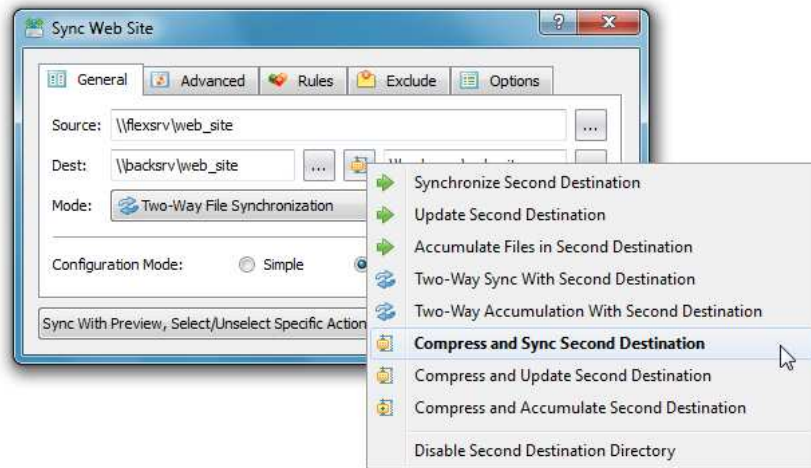 Sync Web Site
?
General Advanced Rules Exclude Options
Source: \\flexsrv\web_site ...
Dest: \\backsrv\web_site ...
Mode: Two-Way File Synchronization
Configuration Mode: Simple
Sync With Preview, Select/Unselect Specific Action
Synchronize Second Destination
Update Second Destination
Accumulate Files in Second Destination
Two-Way Sync With Second Destination
Two-Way Accumulation With Second Destination
Compress and Sync Second Destination
Compress and Update Second Destination
Compress and Accumulate Second Destination
Disable Second Destination Directory